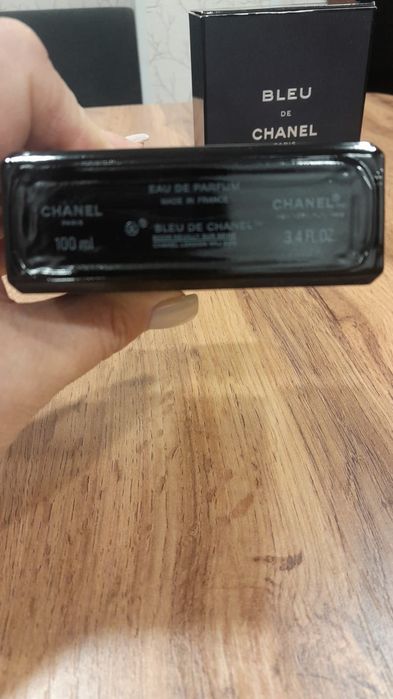 BLEU
DE
CHANEL
PARIS
EAU DE PARFUM
MADE IN FRANCE
CHANEL
PARIS
100 ml
BLEU DE CHANEL
CHANEL
3.4 FL. OZ